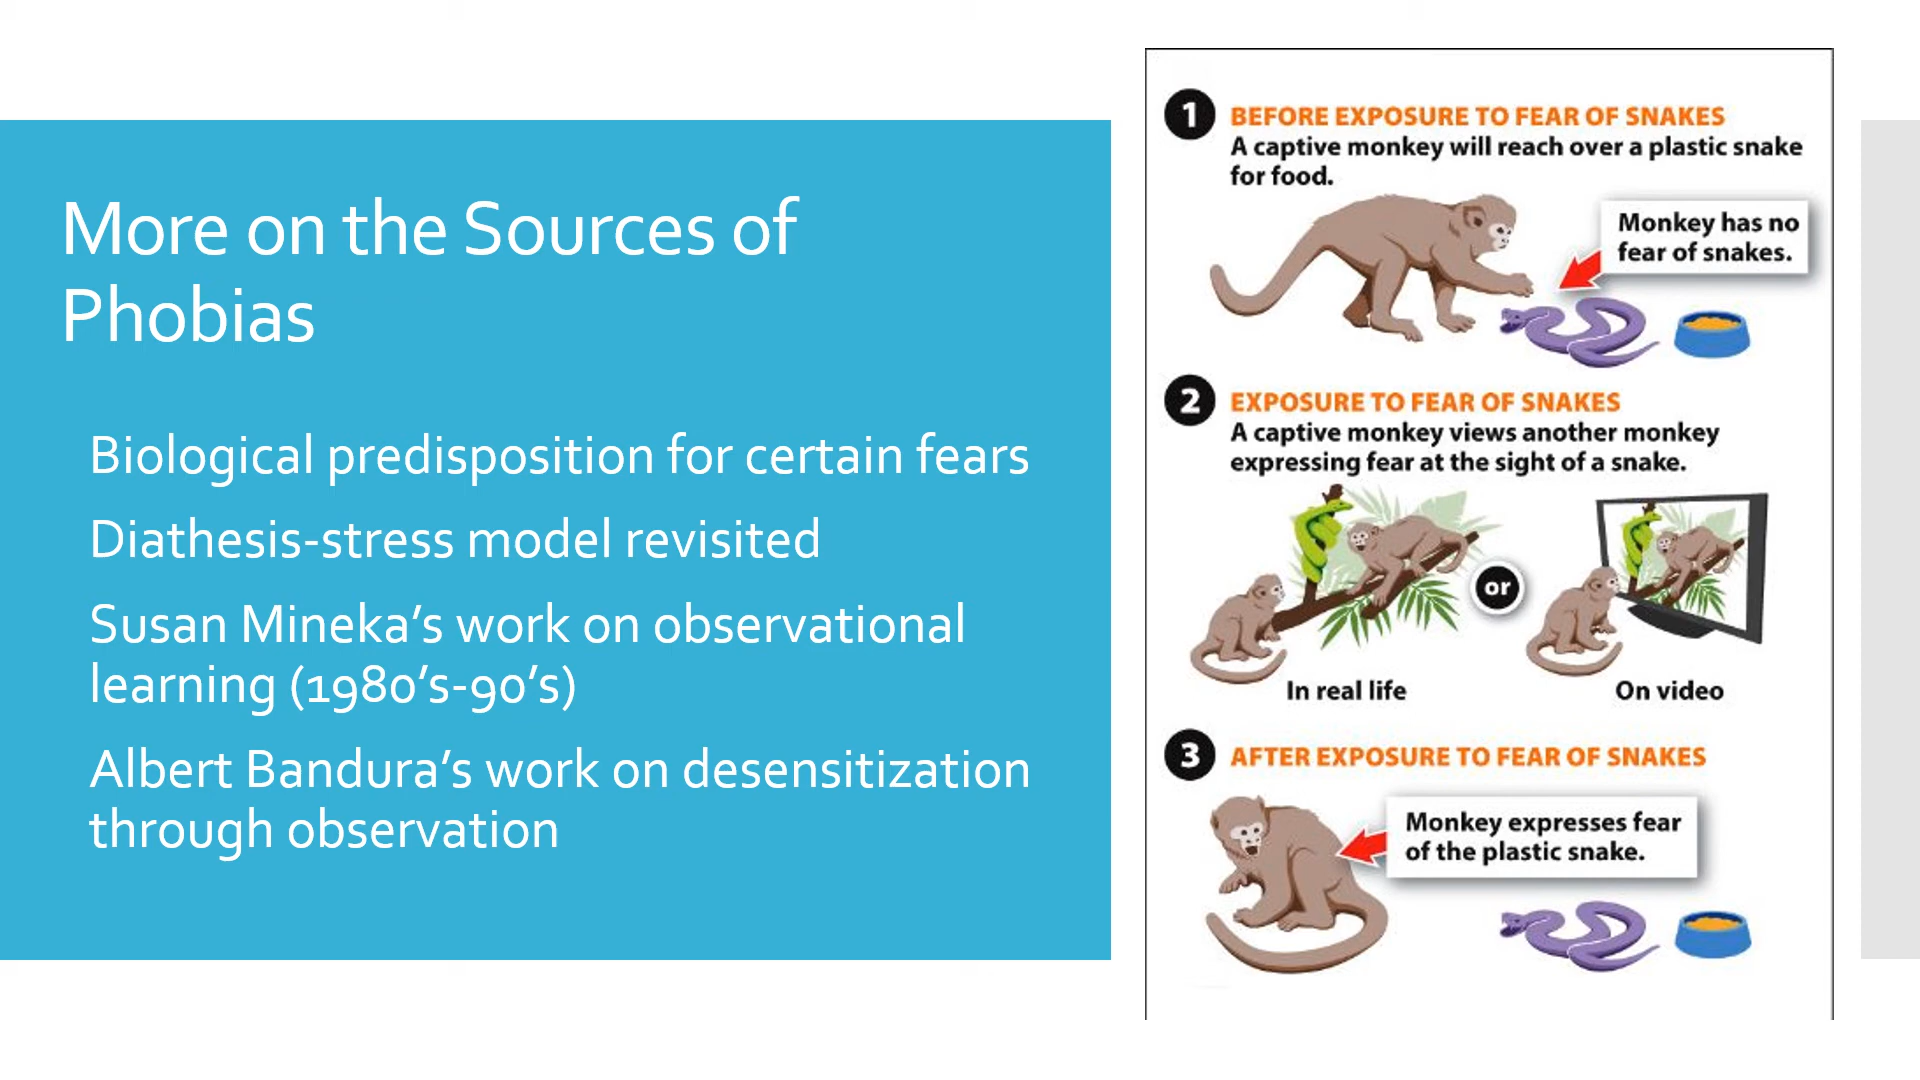 More on the Sources of
Phobias
Biological predisposition for certain fears
Diathesis-stress model revisited
Susan Mineka’s work on observational
learning (1980’s-90’s)
Albert Bandura’s work on desensitization
through observation
1 BEFORE EXPOSURE TO FEAR OF SNAKES
A captive monkey will reach over a plastic snake
for food.
Monkey has no
fear of snakes.
2 EXPOSURE TO FEAR OF SNAKES
A captive monkey views another monkey
expressing fear at the sight of a snake.
or
In real life
On video
3 AFTER EXPOSURE TO FEAR OF SNAKES
Monkey expresses fear
of the plastic snake.